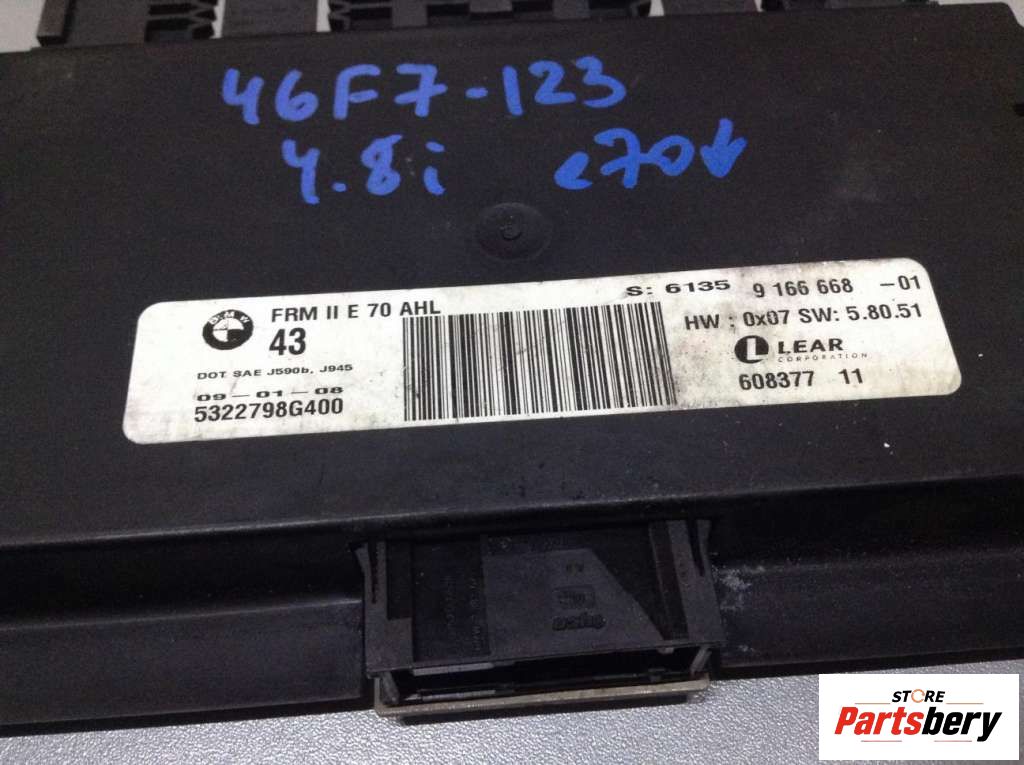 46F7-123
4.8i e70↓
BMW
FRM II E 70 AHL
43
DOT SAE J590b, J945
09-01-08
5322798G400
S: 6135 9 166 668 -01
HW : 0x07 SW: 5.80.51
L LEAR
CORPORATION
608377 11
STORE
Partsbery